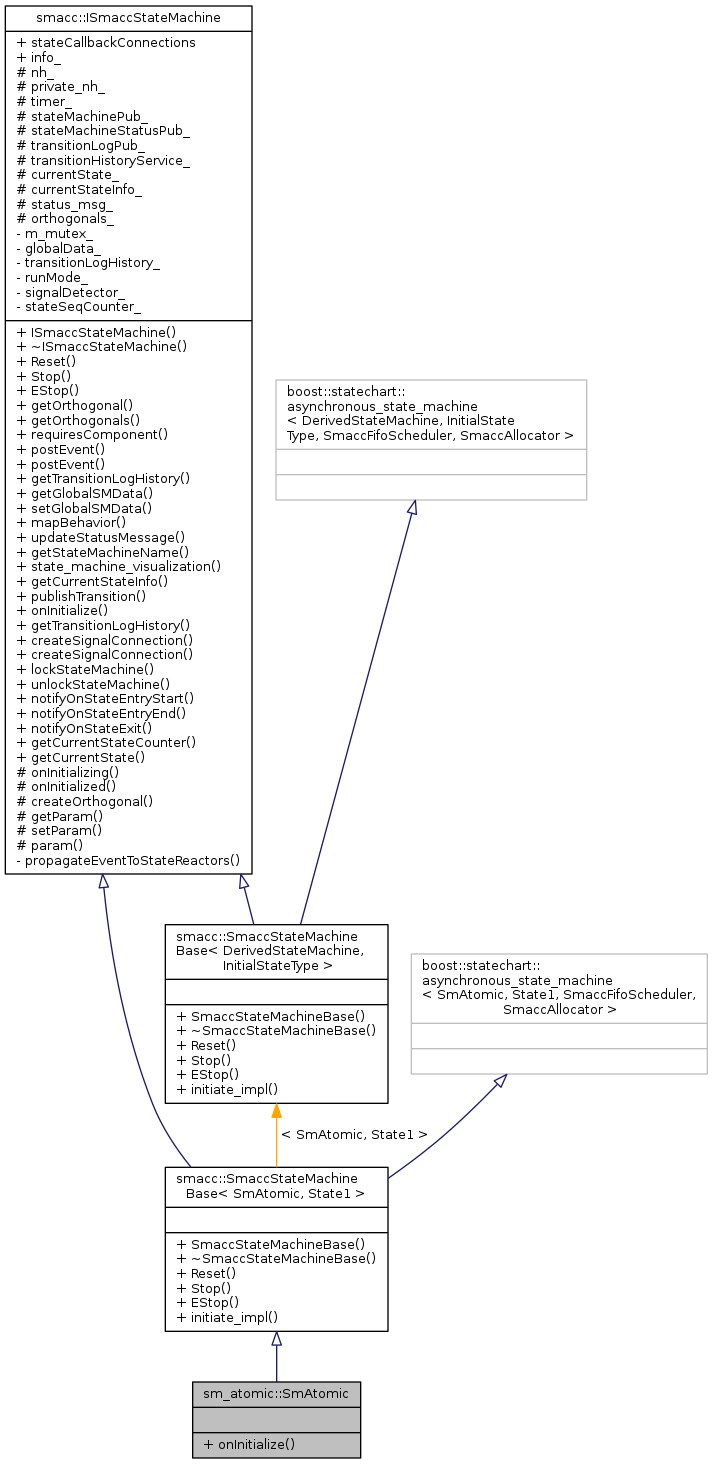 smacc::ISmaccStateMachine
+ stateCallbackConnections
+ info_
# nh_
# private_nh_
# timer_
# stateMachinePub_
# stateMachineStatusPub_
# transitionLogPub_
# transitionHistoryService_
# currentState_
# currentStateInfo_
# status_msg_
# orthogonals_
- m_mutex_
- globalData_
- transitionLogHistory_
- runMode_
- signalDetector_
- stateSeqCounter_
+ ISmaccStateMachine()
+ ~ISmaccStateMachine()
+ Reset()
+ Stop()
+ EStop()
+ getOrthogonal()
+ getOrthogonals()
+ requiresComponent()
+ postEvent()
+ postEvent()
+ getTransitionLogHistory()
+ getGlobalSMData()
+ setGlobalSMData()
+ mapBehavior()
+ updateStatusMessage()
+ getStateMachineName()
+ state_machine_visualization()
+ getCurrentStateInfo()
+ publishTransition()
+ onInitialize()
+ getTransitionLogHistory()
+ createSignalConnection()
+ createSignalConnection()
+ lockStateMachine()
+ unlockStateMachine()
+ notifyOnStateEntryStart()
+ notifyOnStateEntryEnd()
+ notifyOnStateExit()
+ getCurrentStateCounter()
+ getCurrentState()
# onInitializing()
# onInitialized()
# createOrthogonal()
# getParam()
# setParam()
# param()
- propagateEventToStateReactors()
boost::statechart::
asynchronous_state_machine
< DerivedStateMachine, InitialState
Type, SmaccFifoScheduler, SmaccAllocator >
smacc::SmaccStateMachine
Base< DerivedStateMachine,
InitialStateType >
+ SmaccStateMachineBase()
+ ~SmaccStateMachineBase()
+ Reset()
+ Stop()
+ EStop()
+ initiate_impl()
boost::statechart::
asynchronous_state_machine
< SmAtomic, State1, SmaccFifoScheduler,
SmaccAllocator >
< SmAtomic, State1 >
smacc::SmaccStateMachine
Base< SmAtomic, State1 >
+ SmaccStateMachineBase()
+ ~SmaccStateMachineBase()
+ Reset()
+ Stop()
+ EStop()
+ initiate_impl()
sm_atomic::SmAtomic
+ onInitialize()